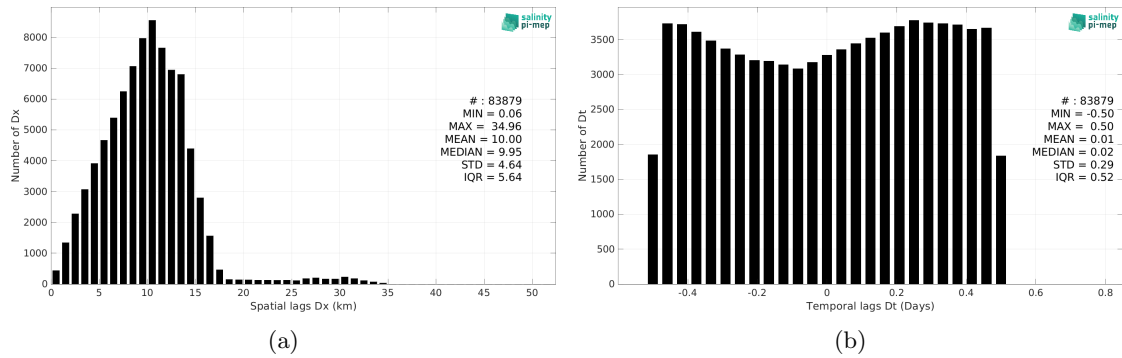 salinity
pi-mep
8000
7000
6000
5000
4000
3000
2000
1000
0
Number of Dx
# : 83879
MIN = 0.06
MAX = 34.96
MEAN = 10.00
MEDIAN = 9.95
STD = 4.64
IQR = 5.64
0 5 10 15 20 25 30 35 40 45 50
Spatial lags Dx (km)
(a)
salinity
pi-mep
3500
3000
2500
2000
1500
1000
500
0
Number of Dt
# : 83879
MIN = -0.50
MAX = 0.50
MEAN = 0.01
MEDIAN = 0.02
STD = 0.29
IQR = 0.52
-0.4 -0.2 0 0.2 0.4 0.6 0.8
Temporal lags Dt (Days)
(b)